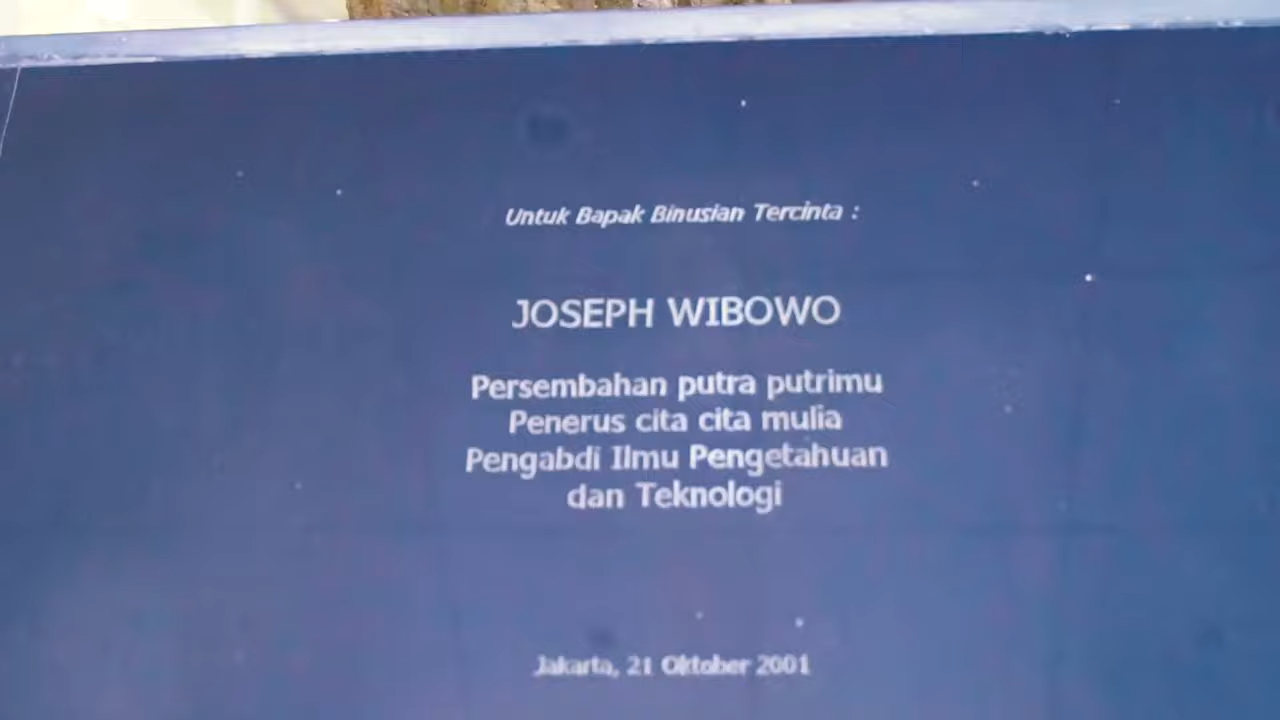 Untuk Bapak Binusian Tercinta :
JOSEPH WIBOWO
Persembahan putra putrimu
Penerus cita cita mulia
Pengabdi Ilmu Pengetahuan
dan Teknologi
Jakarta, 21 Oktober 2001